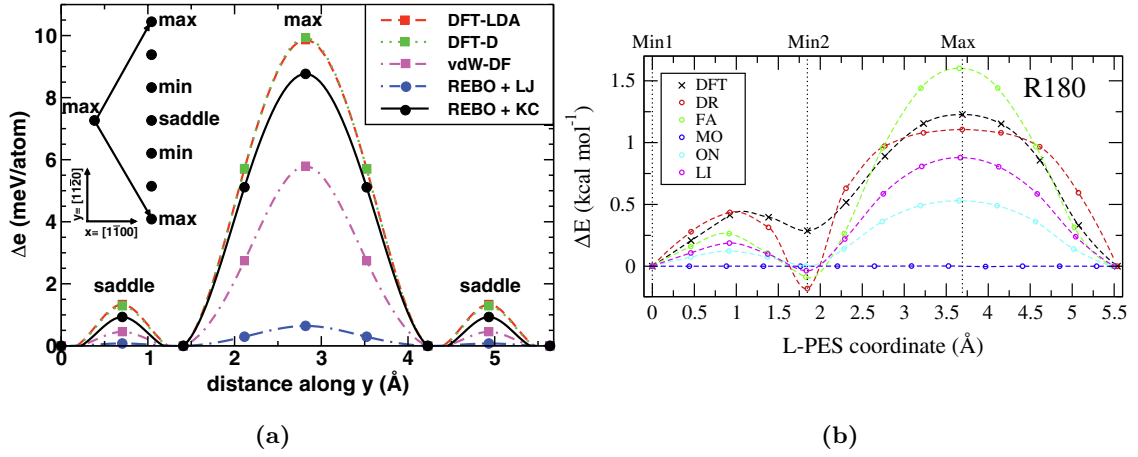 10
8
6
4
2
0
Δe (meV/atom)
0
1
2
3
4
5
distance along y (Å)
max
min
saddle
min
max
max
y= [11̅20]
x= [11̅00]
saddle
max
saddle
DFT-LDA
DFT-D
vdW-DF
REBO + LJ
REBO + KC
(a)
Min1
Min2
Max
R180
DFT
DR
FA
MO
ON
LI
1.5
1
0.5
0
ΔE (kcal mol⁻¹)
0 0.5 1 1.5 2 2.5 3 3.5 4 4.5 5 5.5
L-PES coordinate (Å)
(b)